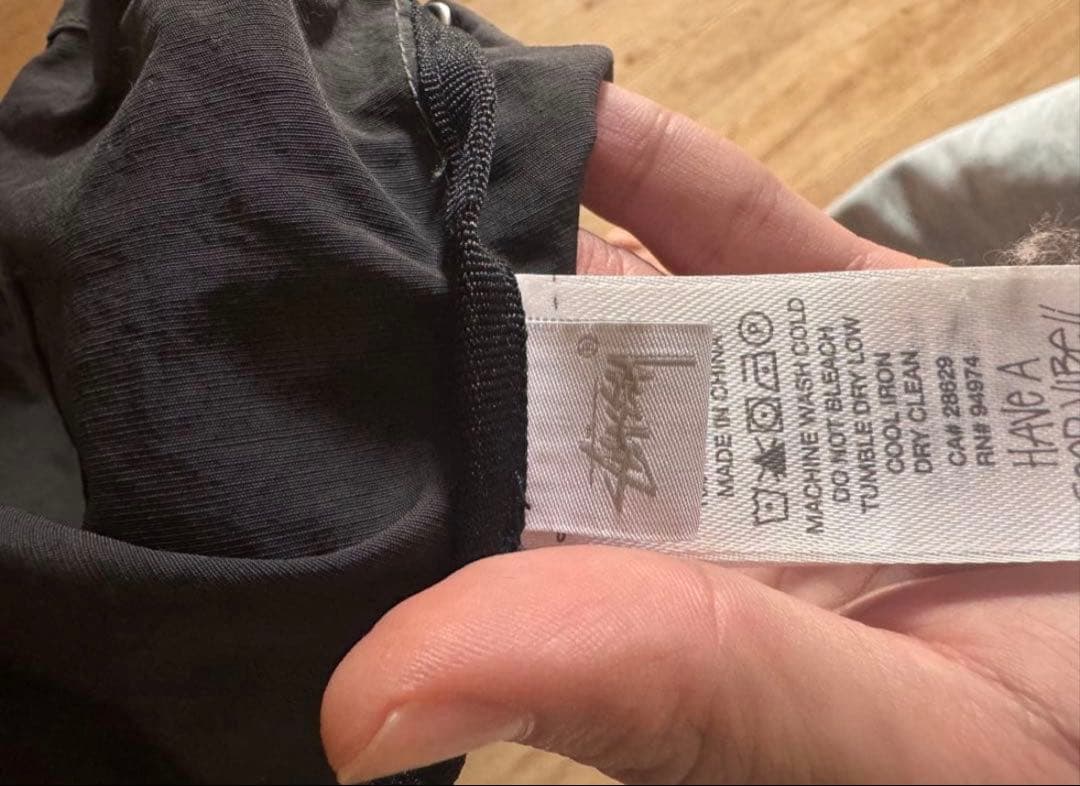 Stüssy
®
MADE IN CHINA
P
MACHINE WASH COLD
DO NOT BLEACH
TUMBLE DRY LOW
COOL IRON
DRY CLEAN
CA# 28629
RN# 94974
HAVE A